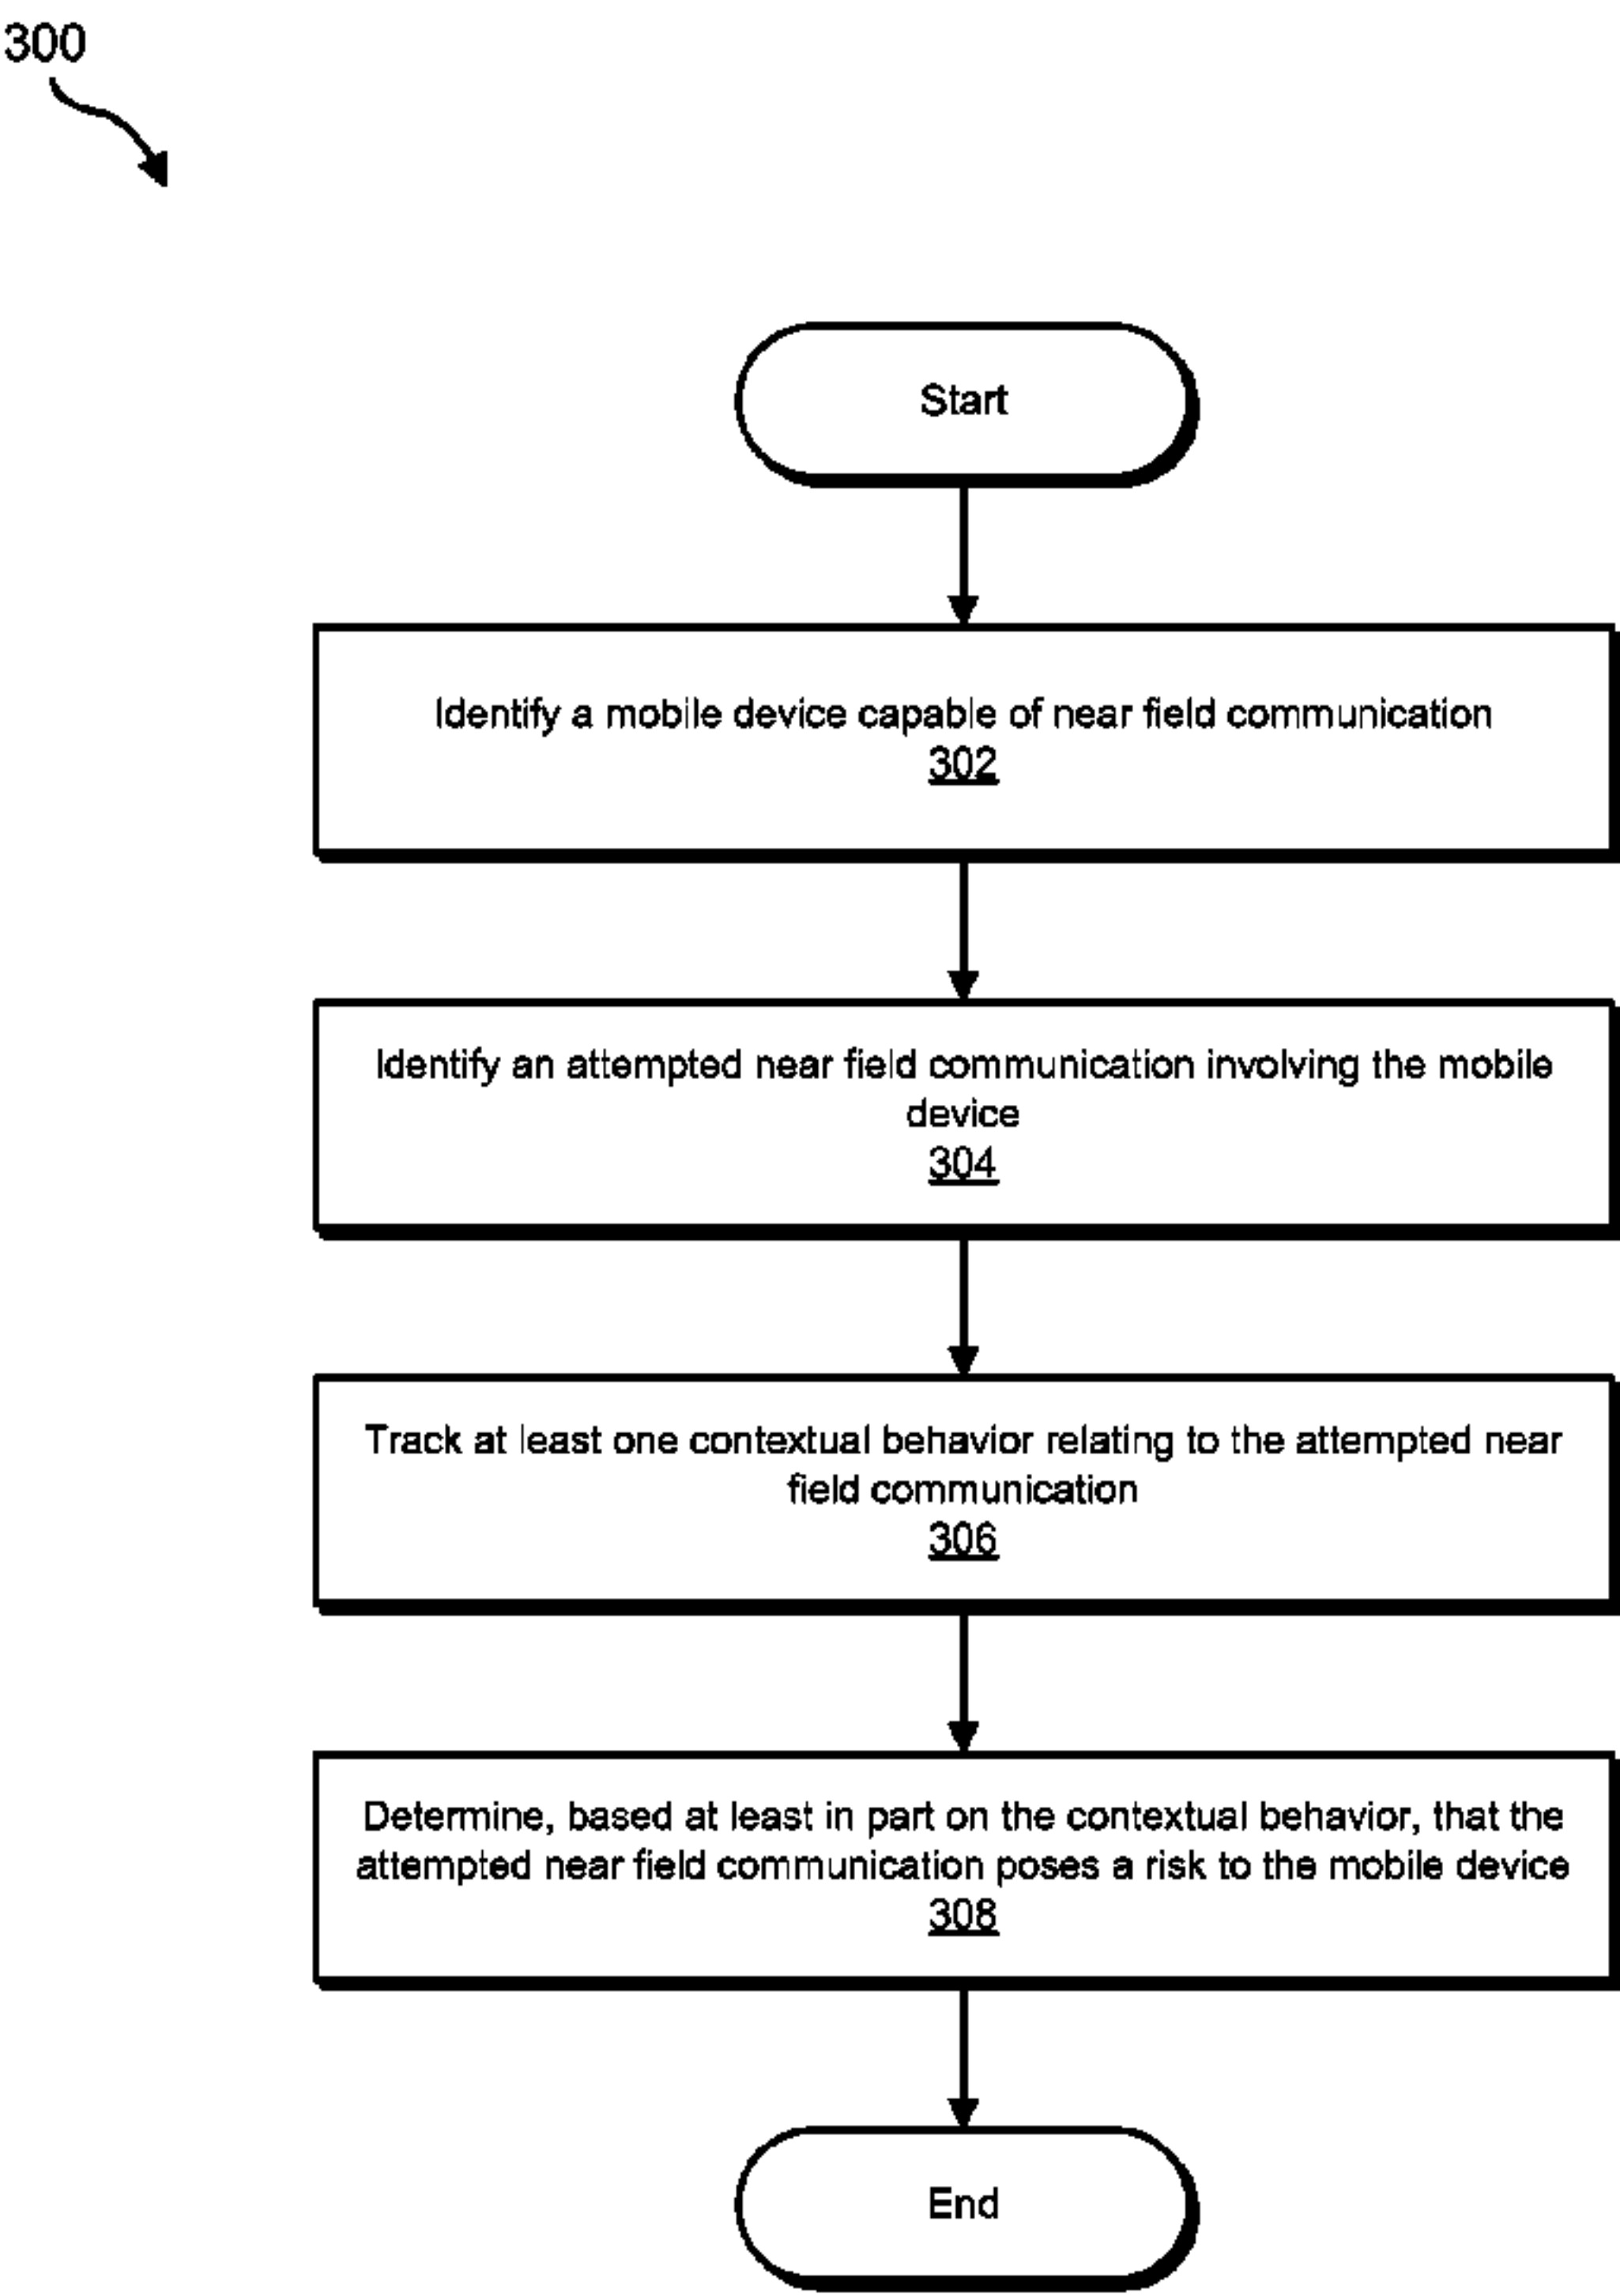 300
Start
Identify a mobile device capable of near field communication
302
Identify an attempted near field communication involving the mobile
device
304
Track at least one contextual behavior relating to the attempted near
field communication
306
Determine, based at least in part on the contextual behavior, that the
attempted near field communication poses a risk to the mobile device
308
End